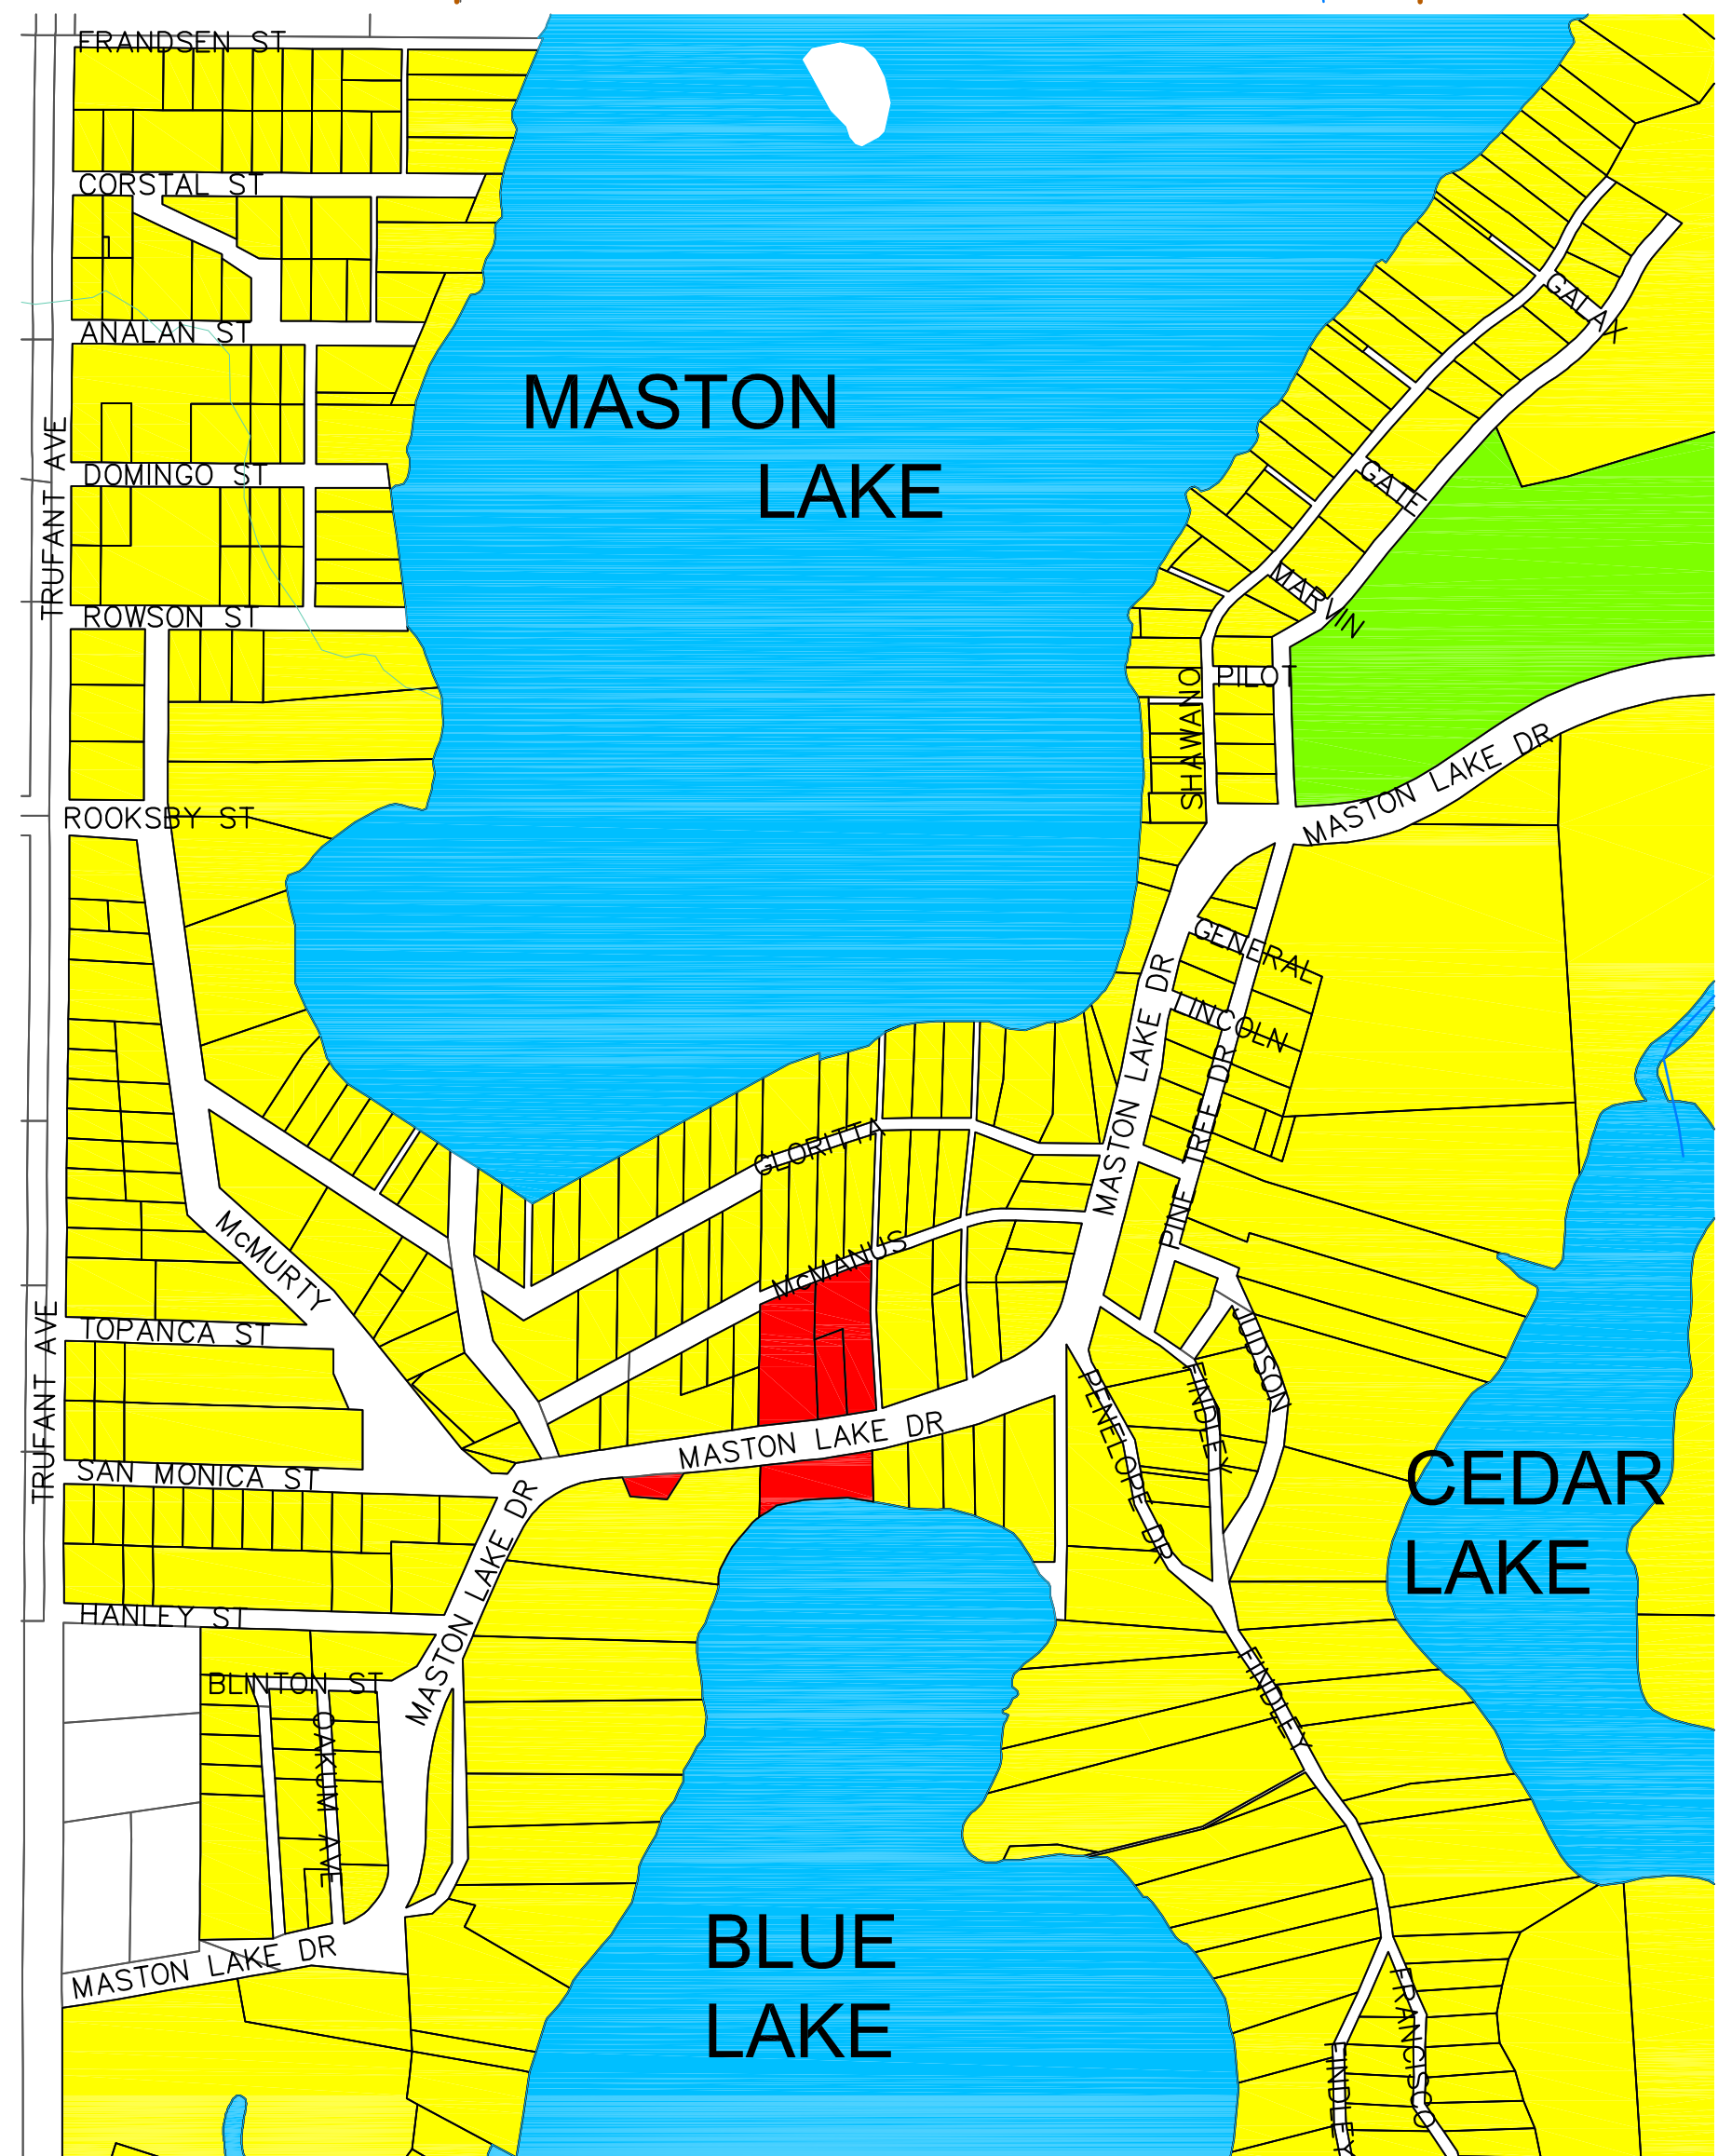 FRANDSEN ST
CORSTAL ST
GALAX
ANALAN ST
MASTON
LAKE
TRUFANT AVE
DOMINGO ST
GATE
MARVIN
ROWSON ST
PILOT
SHAWANO
MASTON LAKE DR
ROOKSBY ST
GENERAL
LINCOLN
MASTON LAKE DR
PINE TREE DR
GLORITTA
McMANUS
McMURTY
TOPANCA ST
TRUFANT AVE
JUDSON
PENELOPE DR
FINDLEY
MASTON LAKE DR
SAN MONICA ST
CEDAR
LAKE
MASTON LAKE DR
HANLEY ST
BLINTON ST
OAKUM AVE
FINDLEY
BLUE
LAKE
MASTON LAKE DR
FRANCISCO
FINDLEY